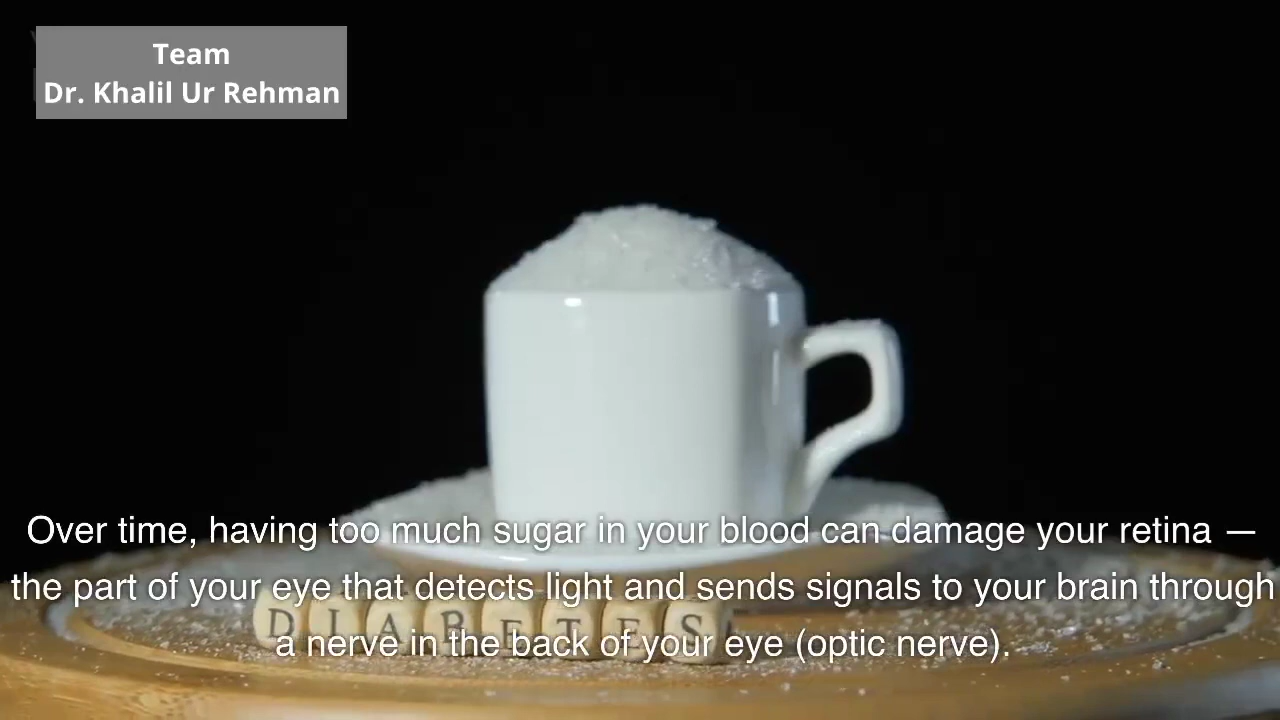 Team
Dr. Khalil Ur Rehman
Over time, having too much sugar in your blood can damage your retina —
the part of your eye that detects light and sends signals to your brain through
DIABETES
a nerve in the back of your eye (optic nerve).